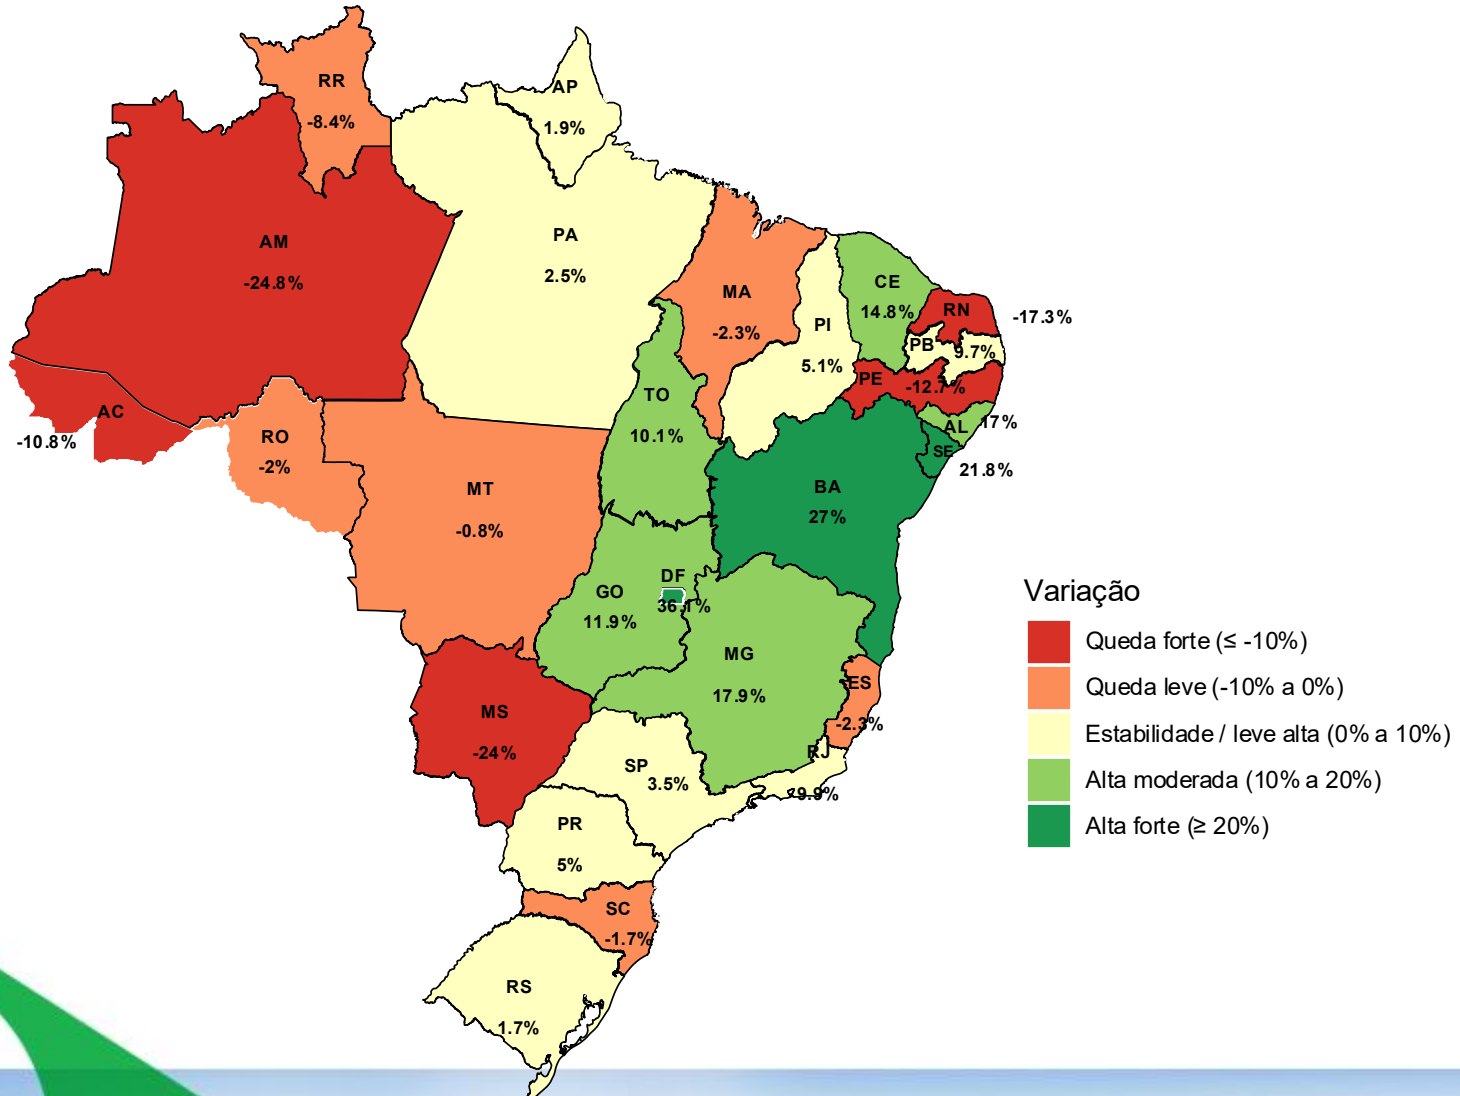 RR
-8.4%
AP
1.9%
AM
-24.8%
PA
2.5%
MA
-2.3%
PI
5.1%
CE
14.8%
RN
-17.3%
PB
9.7%
PE
-12.7%
AL
17%
SE
21.8%
AC
-10.8%
RO
-2%
TO
10.1%
MT
-0.8%
BA
27%
DF
36.1%
GO
11.9%
MG
17.9%
ES
-2.3%
MS
-24%
SP
3.5%
RJ
9.9%
PR
5%
SC
-1.7%
RS
1.7%
Variação
Queda forte (≤ -10%)
Queda leve (-10% a 0%)
Estabilidade / leve alta (0% a 10%)
Alta moderada (10% a 20%)
Alta forte (≥ 20%)